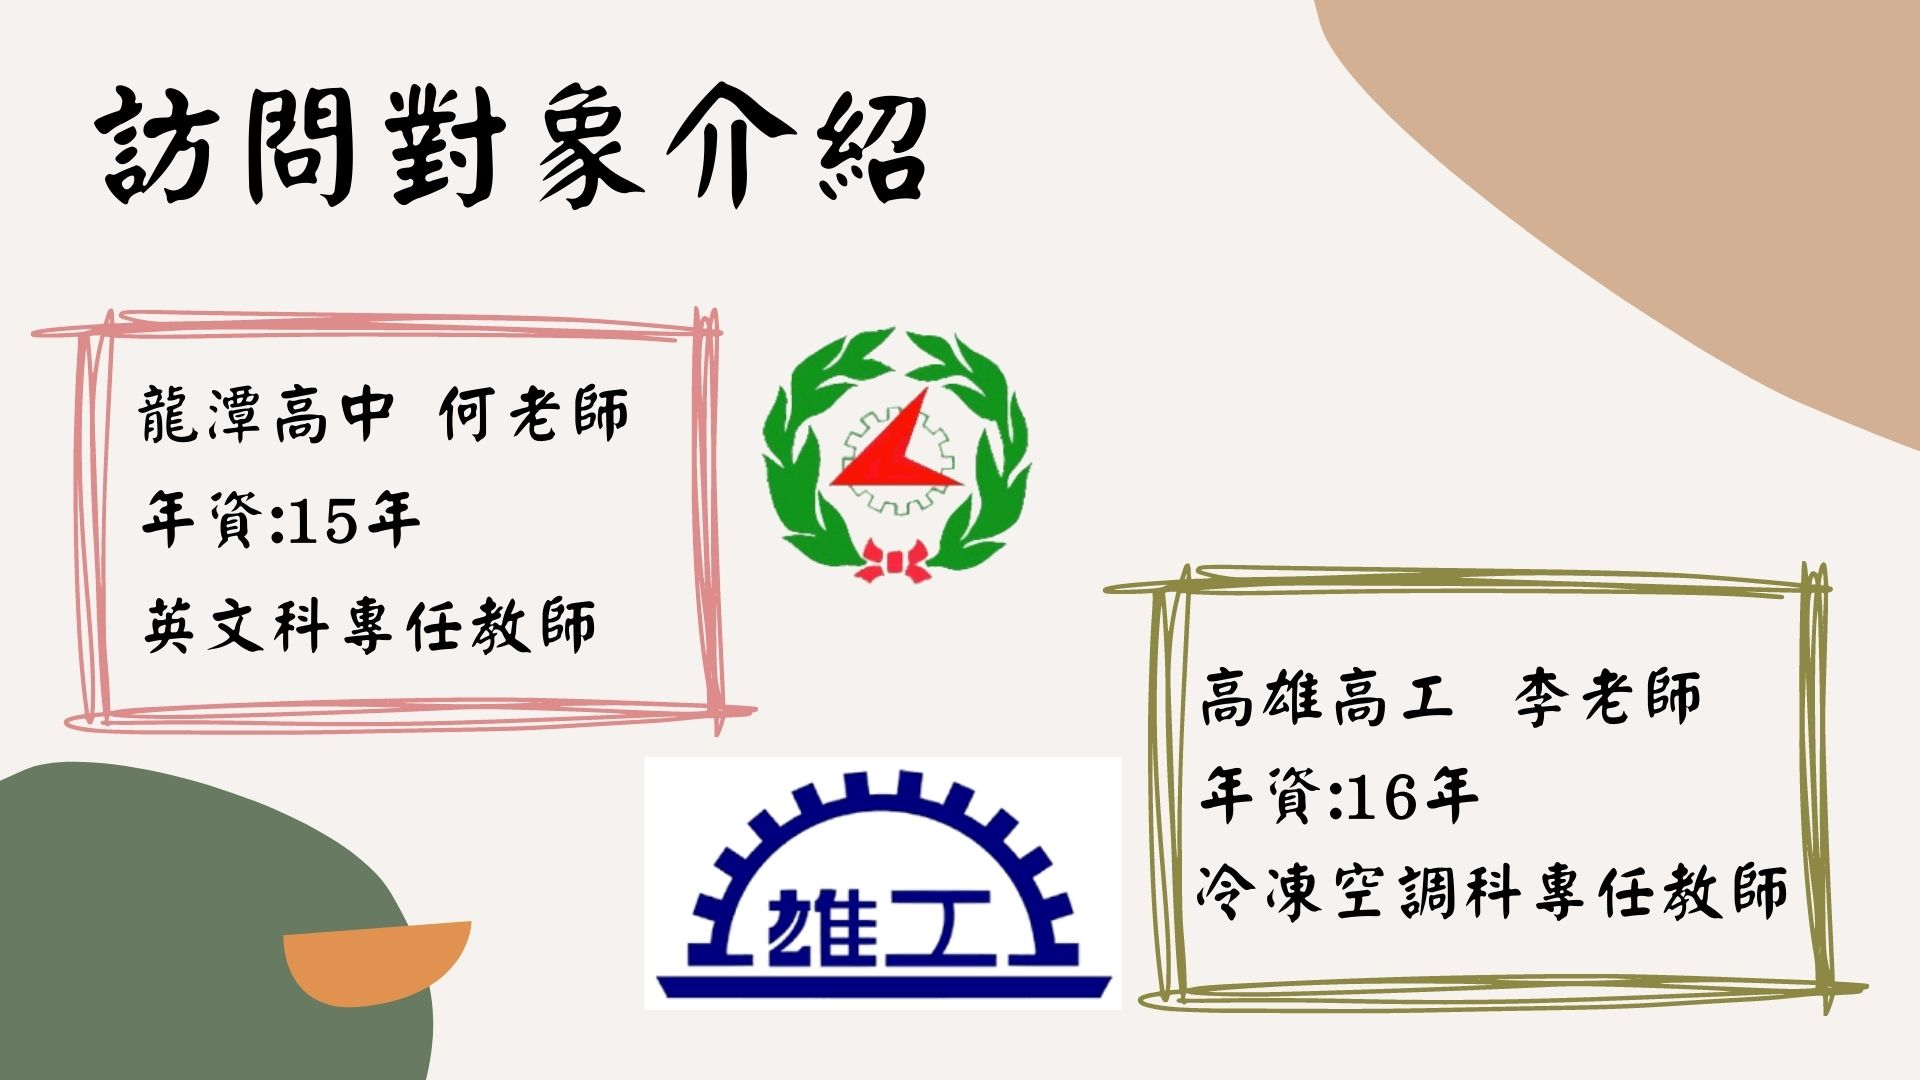 訪問對象介紹
龍潭高中 何老師
年資:15年
英文科專任教師
雄工
高雄高工 李老師
年資:16年
冷凍空調科專任教師